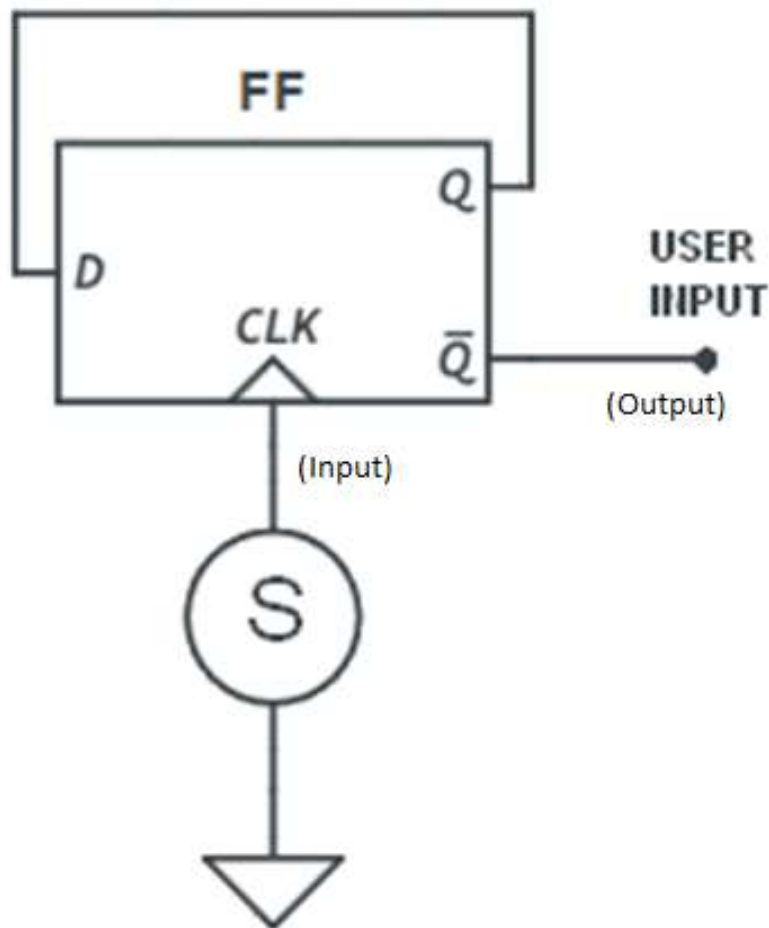 FF
Q
D
USER
INPUT
CLK
Q̅
(Output)
(Input)
S